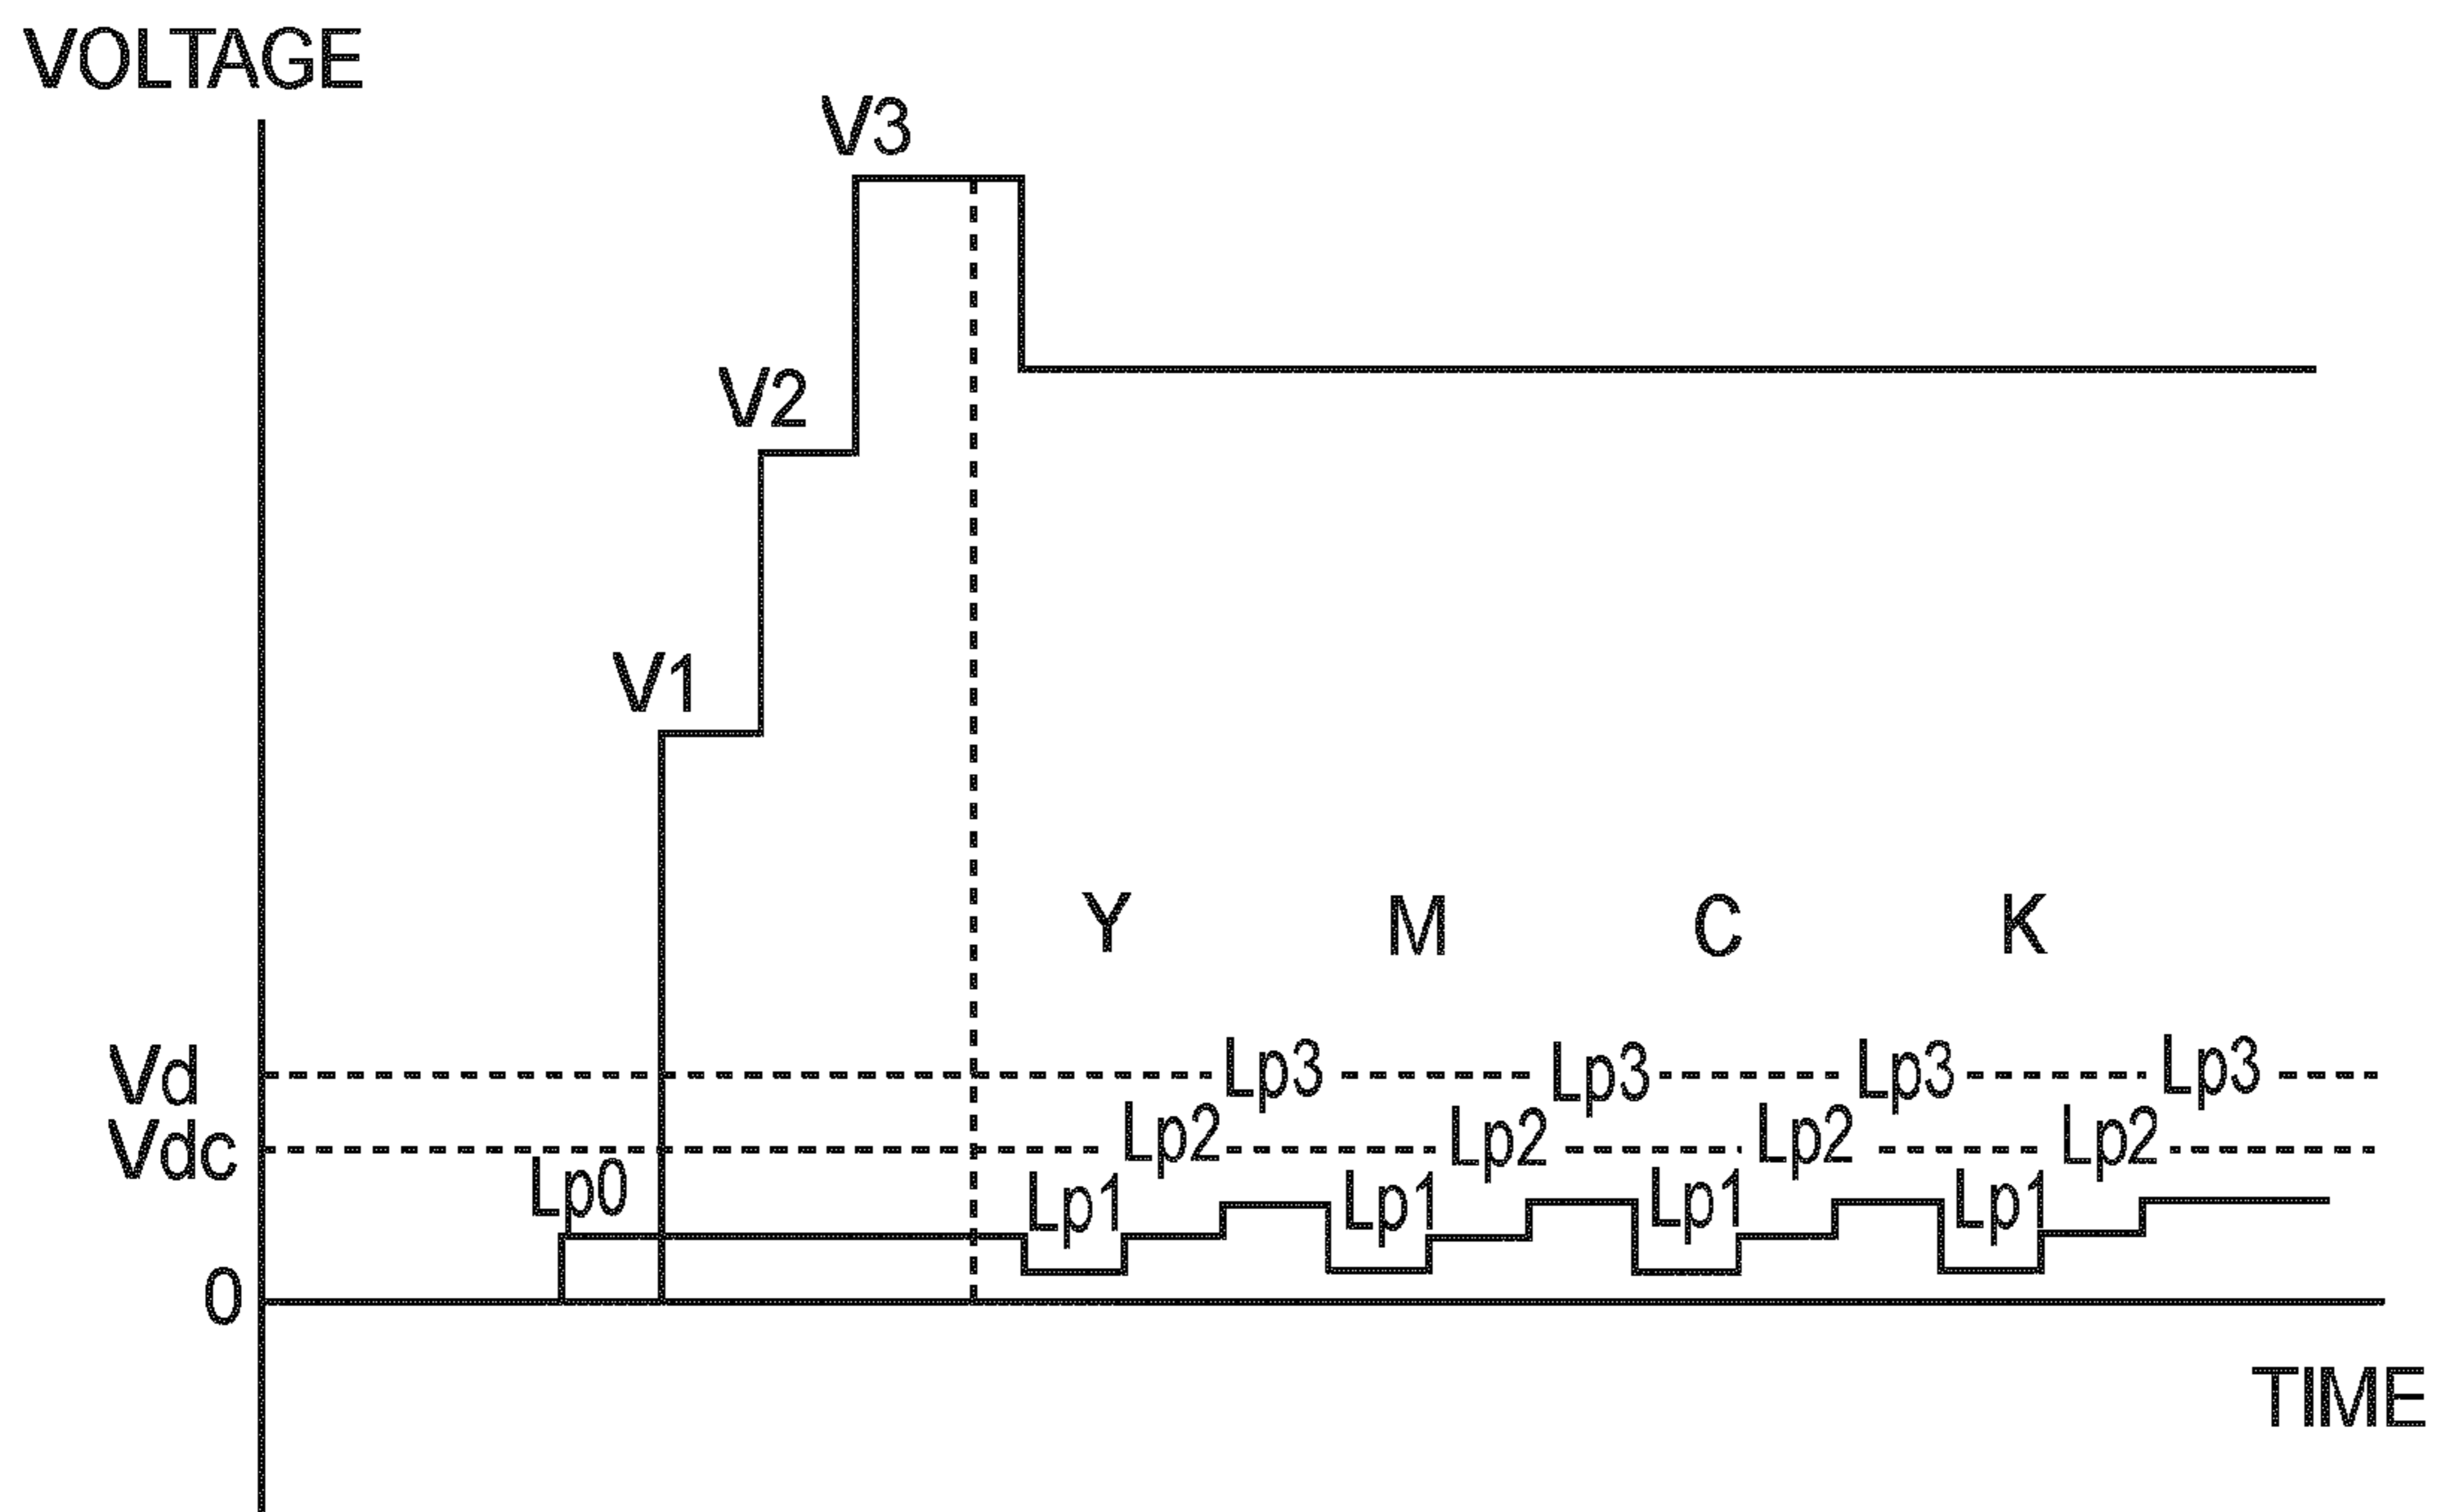 VOLTAGE
V3
V2
V1
Y M C K
Vd Lp3 Lp3 Lp3 Lp3
Vdc Lp2 Lp2 Lp2 Lp2
Lp0 Lp1 Lp1 Lp1 Lp1
0
TIME